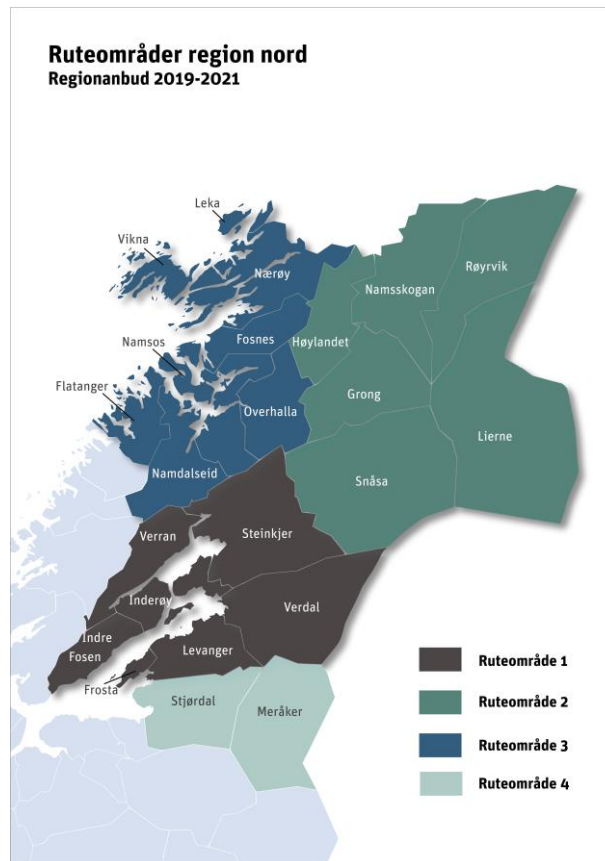 Ruteområder region nord
Regionanbud 2019-2021
Leka
Vikna
Nærøy
Røyrvik
Namsskogan
Namsos
Fosnes
Høylandet
Flatanger
Grong
Overhalla
Lierne
Namdalseid
Snåsa
Verran
Steinkjer
Inderøy
Verdal
Indre
Fosen
Levanger
Frosta
Stjørdal
Meråker
Ruteområde 1
Ruteområde 2
Ruteområde 3
Ruteområde 4